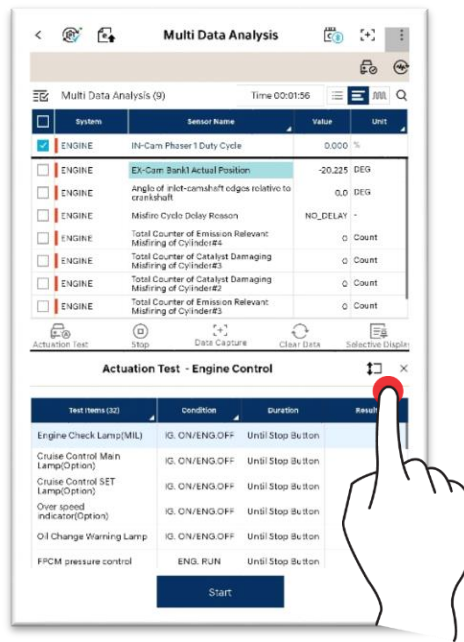 Multi Data Analysis
Multi Data Analysis (9) Time 00:01:56
System Sensor Name Value Unit
ENGINE IN-Cam Phaser 1 Duty Cycle 0.000 %
ENGINE EX-Cam Bank1 Actual Position -20.225 DEG
ENGINE Angle of inlet-camshaft edges relative to 0.0 DEG
crankshaft
ENGINE Misfire Cycle Delay Reason NO_DELAY -
ENGINE Total Counter of Emission Relevant 0 Count
Misfiring of Cylinder#4
ENGINE Total Counter of Catalyst Damaging 0 Count
Misfiring of Cylinder#3
ENGINE Total Counter of Catalyst Damaging 0 Count
Misfiring of Cylinder#2
ENGINE Total Counter of Emission Relevant 0 Count
Misfiring of Cylinder#3
Actuation Test Stop Data Capture Clear Data Selective Display
Actuation Test - Engine Control
Test Items (32) Condition Duration Result
Engine Check Lamp(MIL) IG. ON/ENG.OFF Until Stop Button
Cruise Control Main IG. ON/ENG.OFF Until Stop Button
Lamp(Option)
Cruise Control SET IG. ON/ENG.OFF Until Stop Button
Lamp(Option)
Over speed IG. ON/ENG.OFF Until Stop Button
indicator(Option)
Oil Change Warning Lamp IG. ON/ENG.OFF Until Stop Button
FPCM pressure control ENG. RUN Until Stop Button
Start